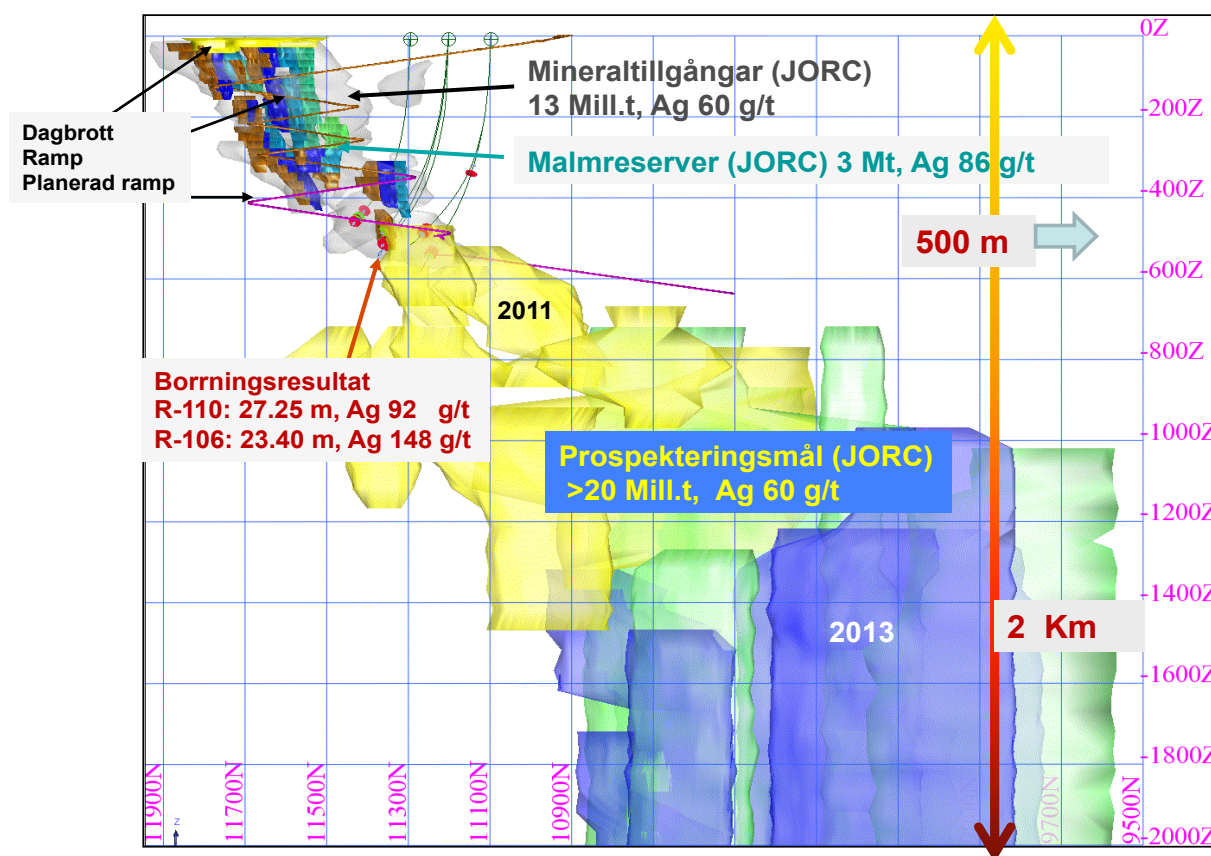 0Z
Mineraltillgångar (JORC)
13 Mill.t, Ag 60 g/t
-200Z
Dagbrott
Ramp
Planerad ramp
Malmreserver (JORC) 3 Mt, Ag 86 g/t
-400Z
500 m
-600Z
2011
-800Z
Borrningsresultat
R-110: 27.25 m, Ag 92 g/t
R-106: 23.40 m, Ag 148 g/t
-1000Z
Prospekteringsmål (JORC)
>20 Mill.t, Ag 60 g/t
-1200Z
-1400Z
2013
2 Km
-1600Z
-1800Z
11900N
11700N
11500N
11300N
11100N
10900N
9700N
9500N
z
-2000Z